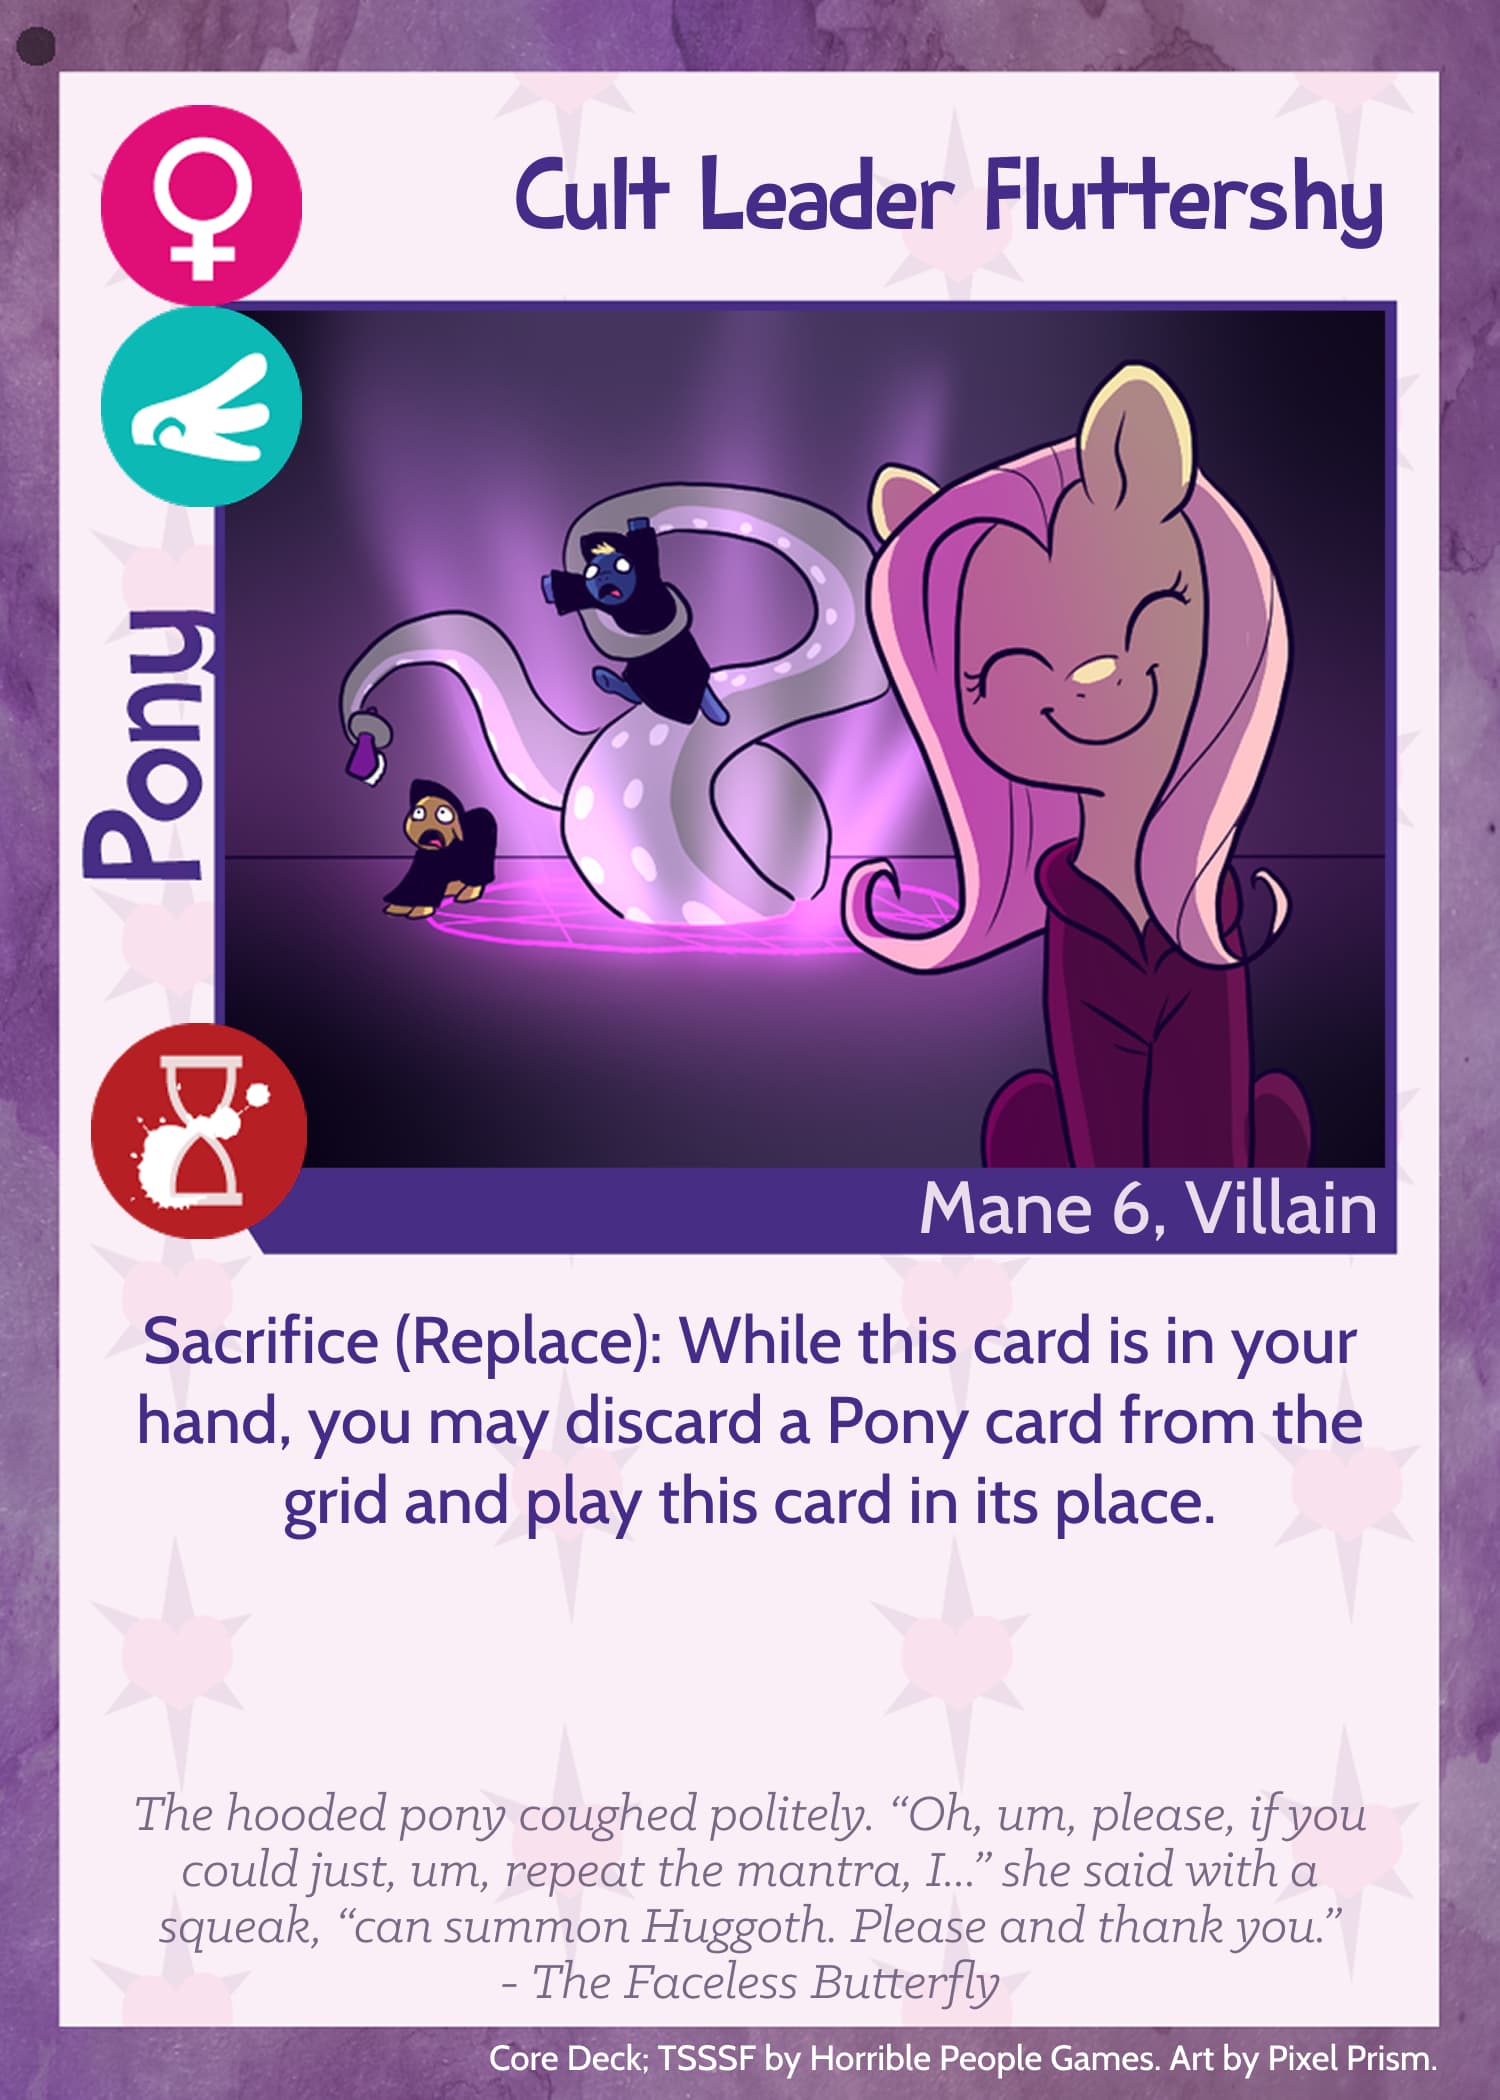 Cult Leader Fluttershy
Pony
Mane 6, Villain
Sacrifice (Replace): While this card is in your
hand, you may discard a Pony card from the
grid and play this card in its place.
The hooded pony coughed politely. “Oh, um, please, if you
could just, um, repeat the mantra, I...” she said with a
squeak, “can summon Huggoth. Please and thank you.”
- The Faceless Butterfly
Core Deck; TSSSF by Horrible People Games. Art by Pixel Prism.